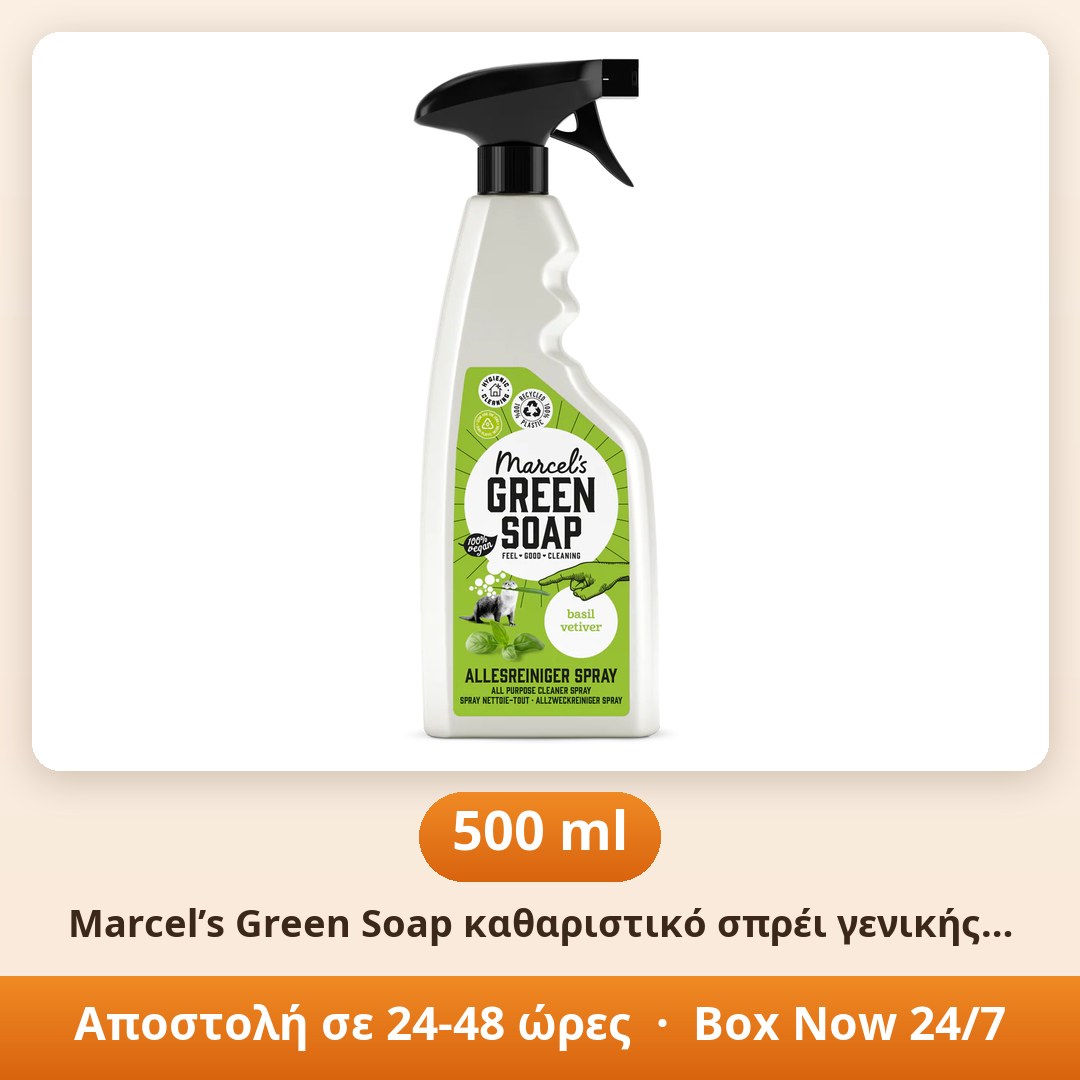 HYGIENIC CLEANING
100% RECYCLED PLASTIC
Marcel's
GREEN
SOAP
FEEL • GOOD • CLEANING
100%
vegan
basil
vetiver
ALLESREINIGER SPRAY
ALL PURPOSE CLEANER SPRAY
SPRAY NETTOIE-TOUT • ALLZWECKREINIGER SPRAY
500 ml
Marcel’s Green Soap καθαριστικό σπρέι γενικής...
Αποστολή σε 24-48 ώρες · Box Now 24/7